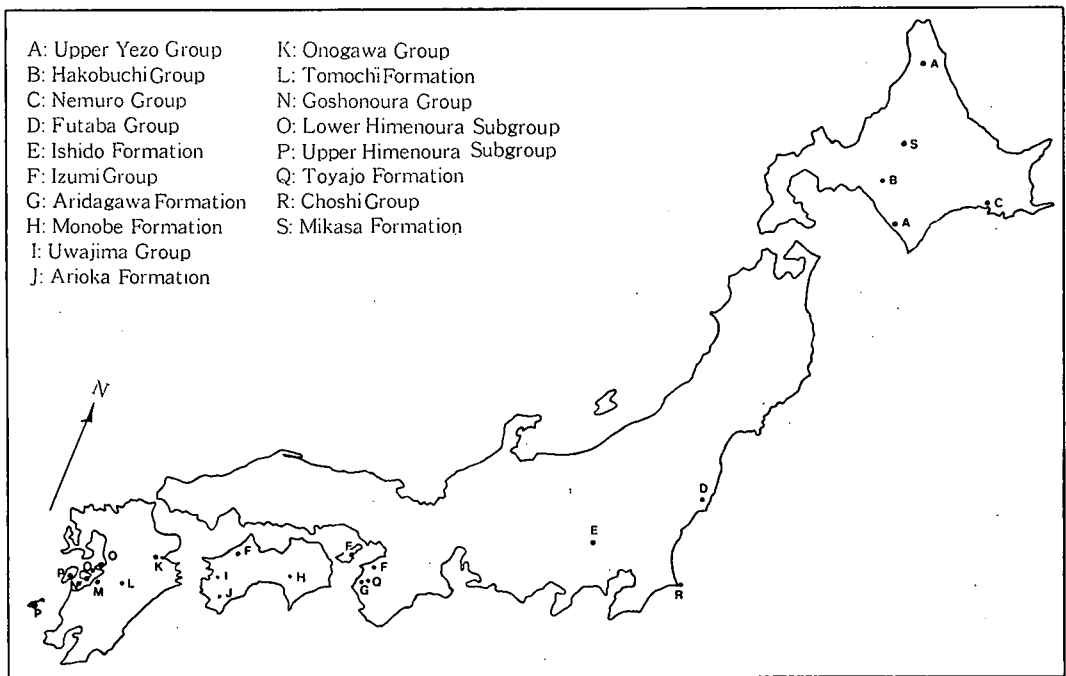 A: Upper Yezo Group
B: Hakobuchi Group
C: Nemuro Group
D: Futaba Group
E: Ishido Formation
F: Izumi Group
G: Aridagawa Formation
H: Monobe Formation
I: Uwajima Group
J: Arioka Formation
K: Onogawa Group
L: Tomochi Formation
N: Goshonoura Group
O: Lower Himenoura Subgroup
P: Upper Himenoura Subgroup
Q: Toyajo Formation
R: Choshi Group
S: Mikasa Formation
N
A
S
B
C
A
D
E
R
F
F
F
I
H
G
Q
J
O
K
O
P
N
M
L
P